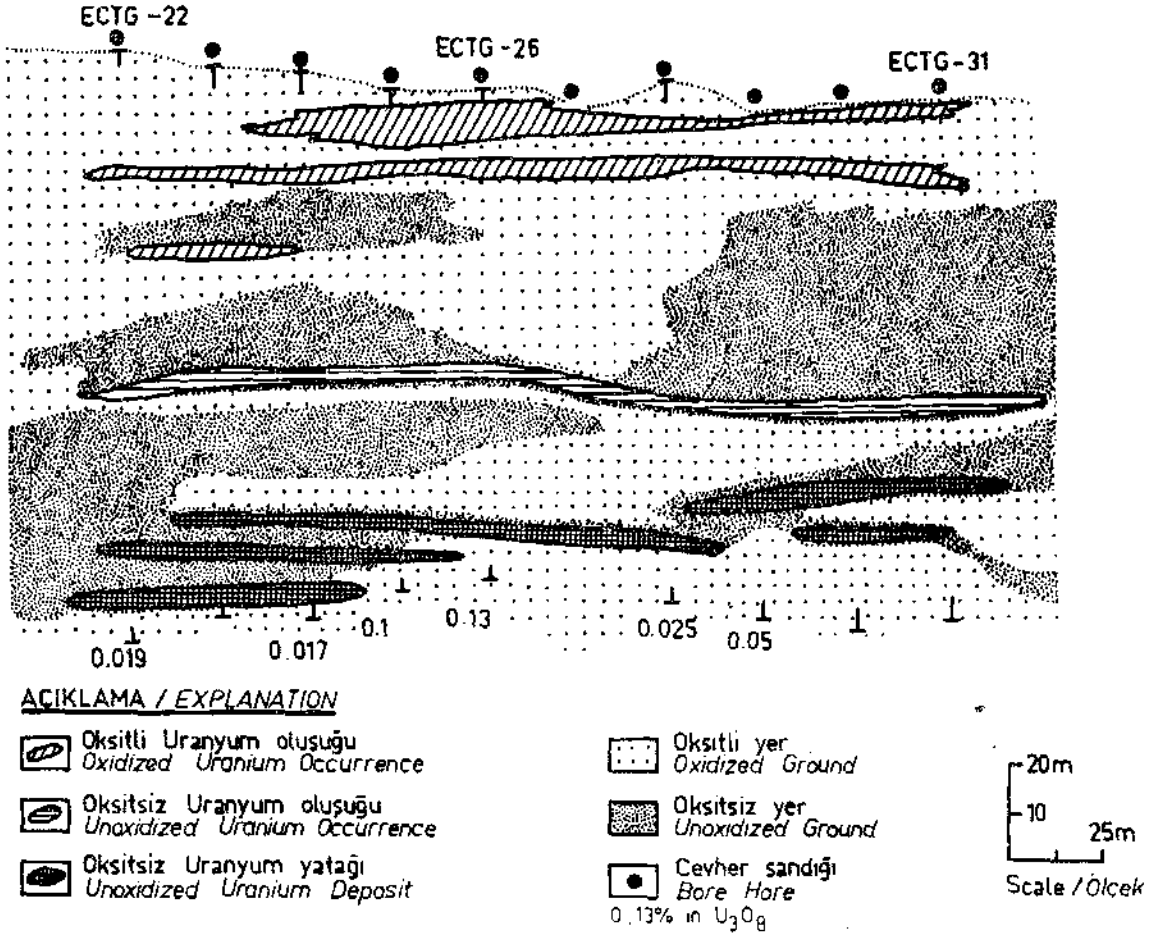 ECTG-22
ECTG-26
ECTG-31
0.019
0.017
0.1
0.13
0.025
0.05
AÇIKLAMA / EXPLANATION
Oksitli Uranyum oluşuğu
Oxidized Uranium Occurrence
Oksitsiz Uranyum oluşuğu
Unoxidized Uranium Occurrence
Oksitsiz Uranyum yatağı
Unoxidized Uranium Deposit
Oksitli yer
Oxidized Ground
Oksitsiz yer
Unoxidized Ground
Cevher sandığı
Bore Hore
0.13% in U3O8
20m
10
25m
Scale / Ölçek